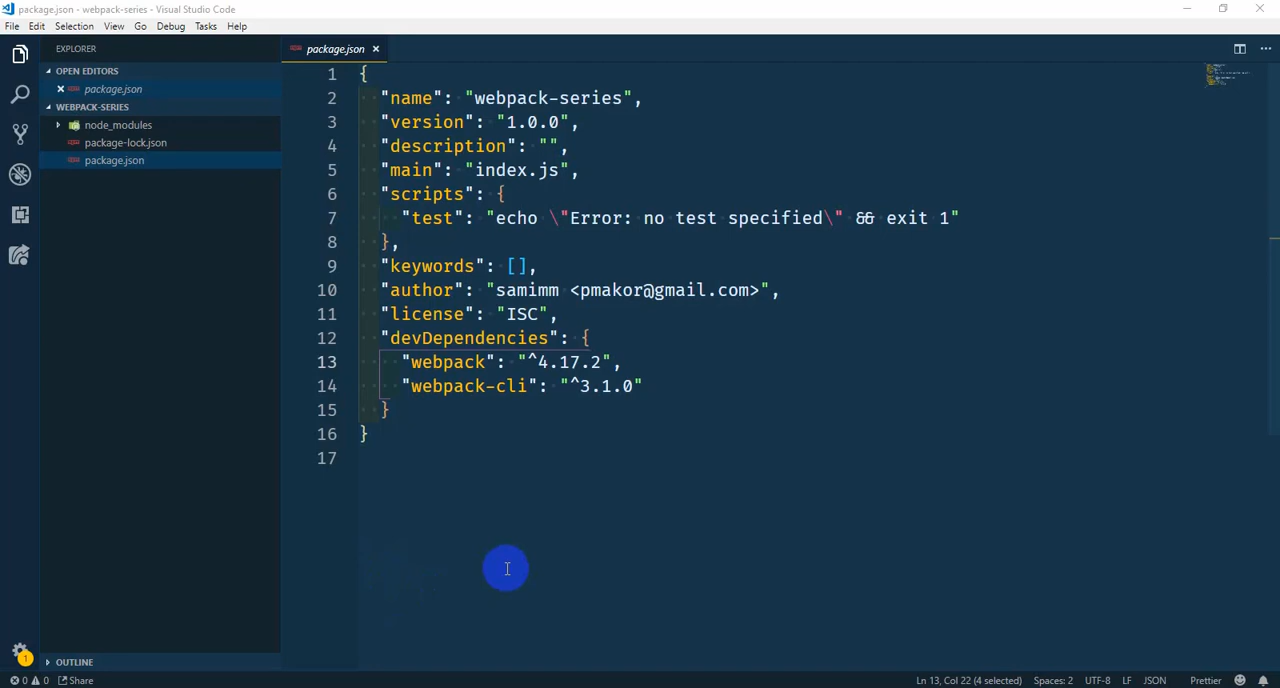 package.json - webpack-series - Visual Studio Code
File Edit Selection View Go Debug Tasks Help
EXPLORER
OPEN EDITORS
package.json
WEBPACK-SERIES
node_modules
package-lock.json
package.json
OUTLINE
package.json
1 {
2 "name": "webpack-series",
3 "version": "1.0.0",
4 "description": "",
5 "main": "index.js",
6 "scripts": {
7 "test": "echo \"Error: no test specified\" && exit 1"
8 },
9 "keywords": [],
10 "author": "samimm <pmakor@gmail.com>",
11 "license": "ISC",
12 "devDependencies": {
13 "webpack": "^4.17.2",
14 "webpack-cli": "^3.1.0"
15 }
16 }
17
1
0 0 Share Ln 13, Col 22 (4 selected) Spaces: 2 UTF-8 LF JSON Prettier